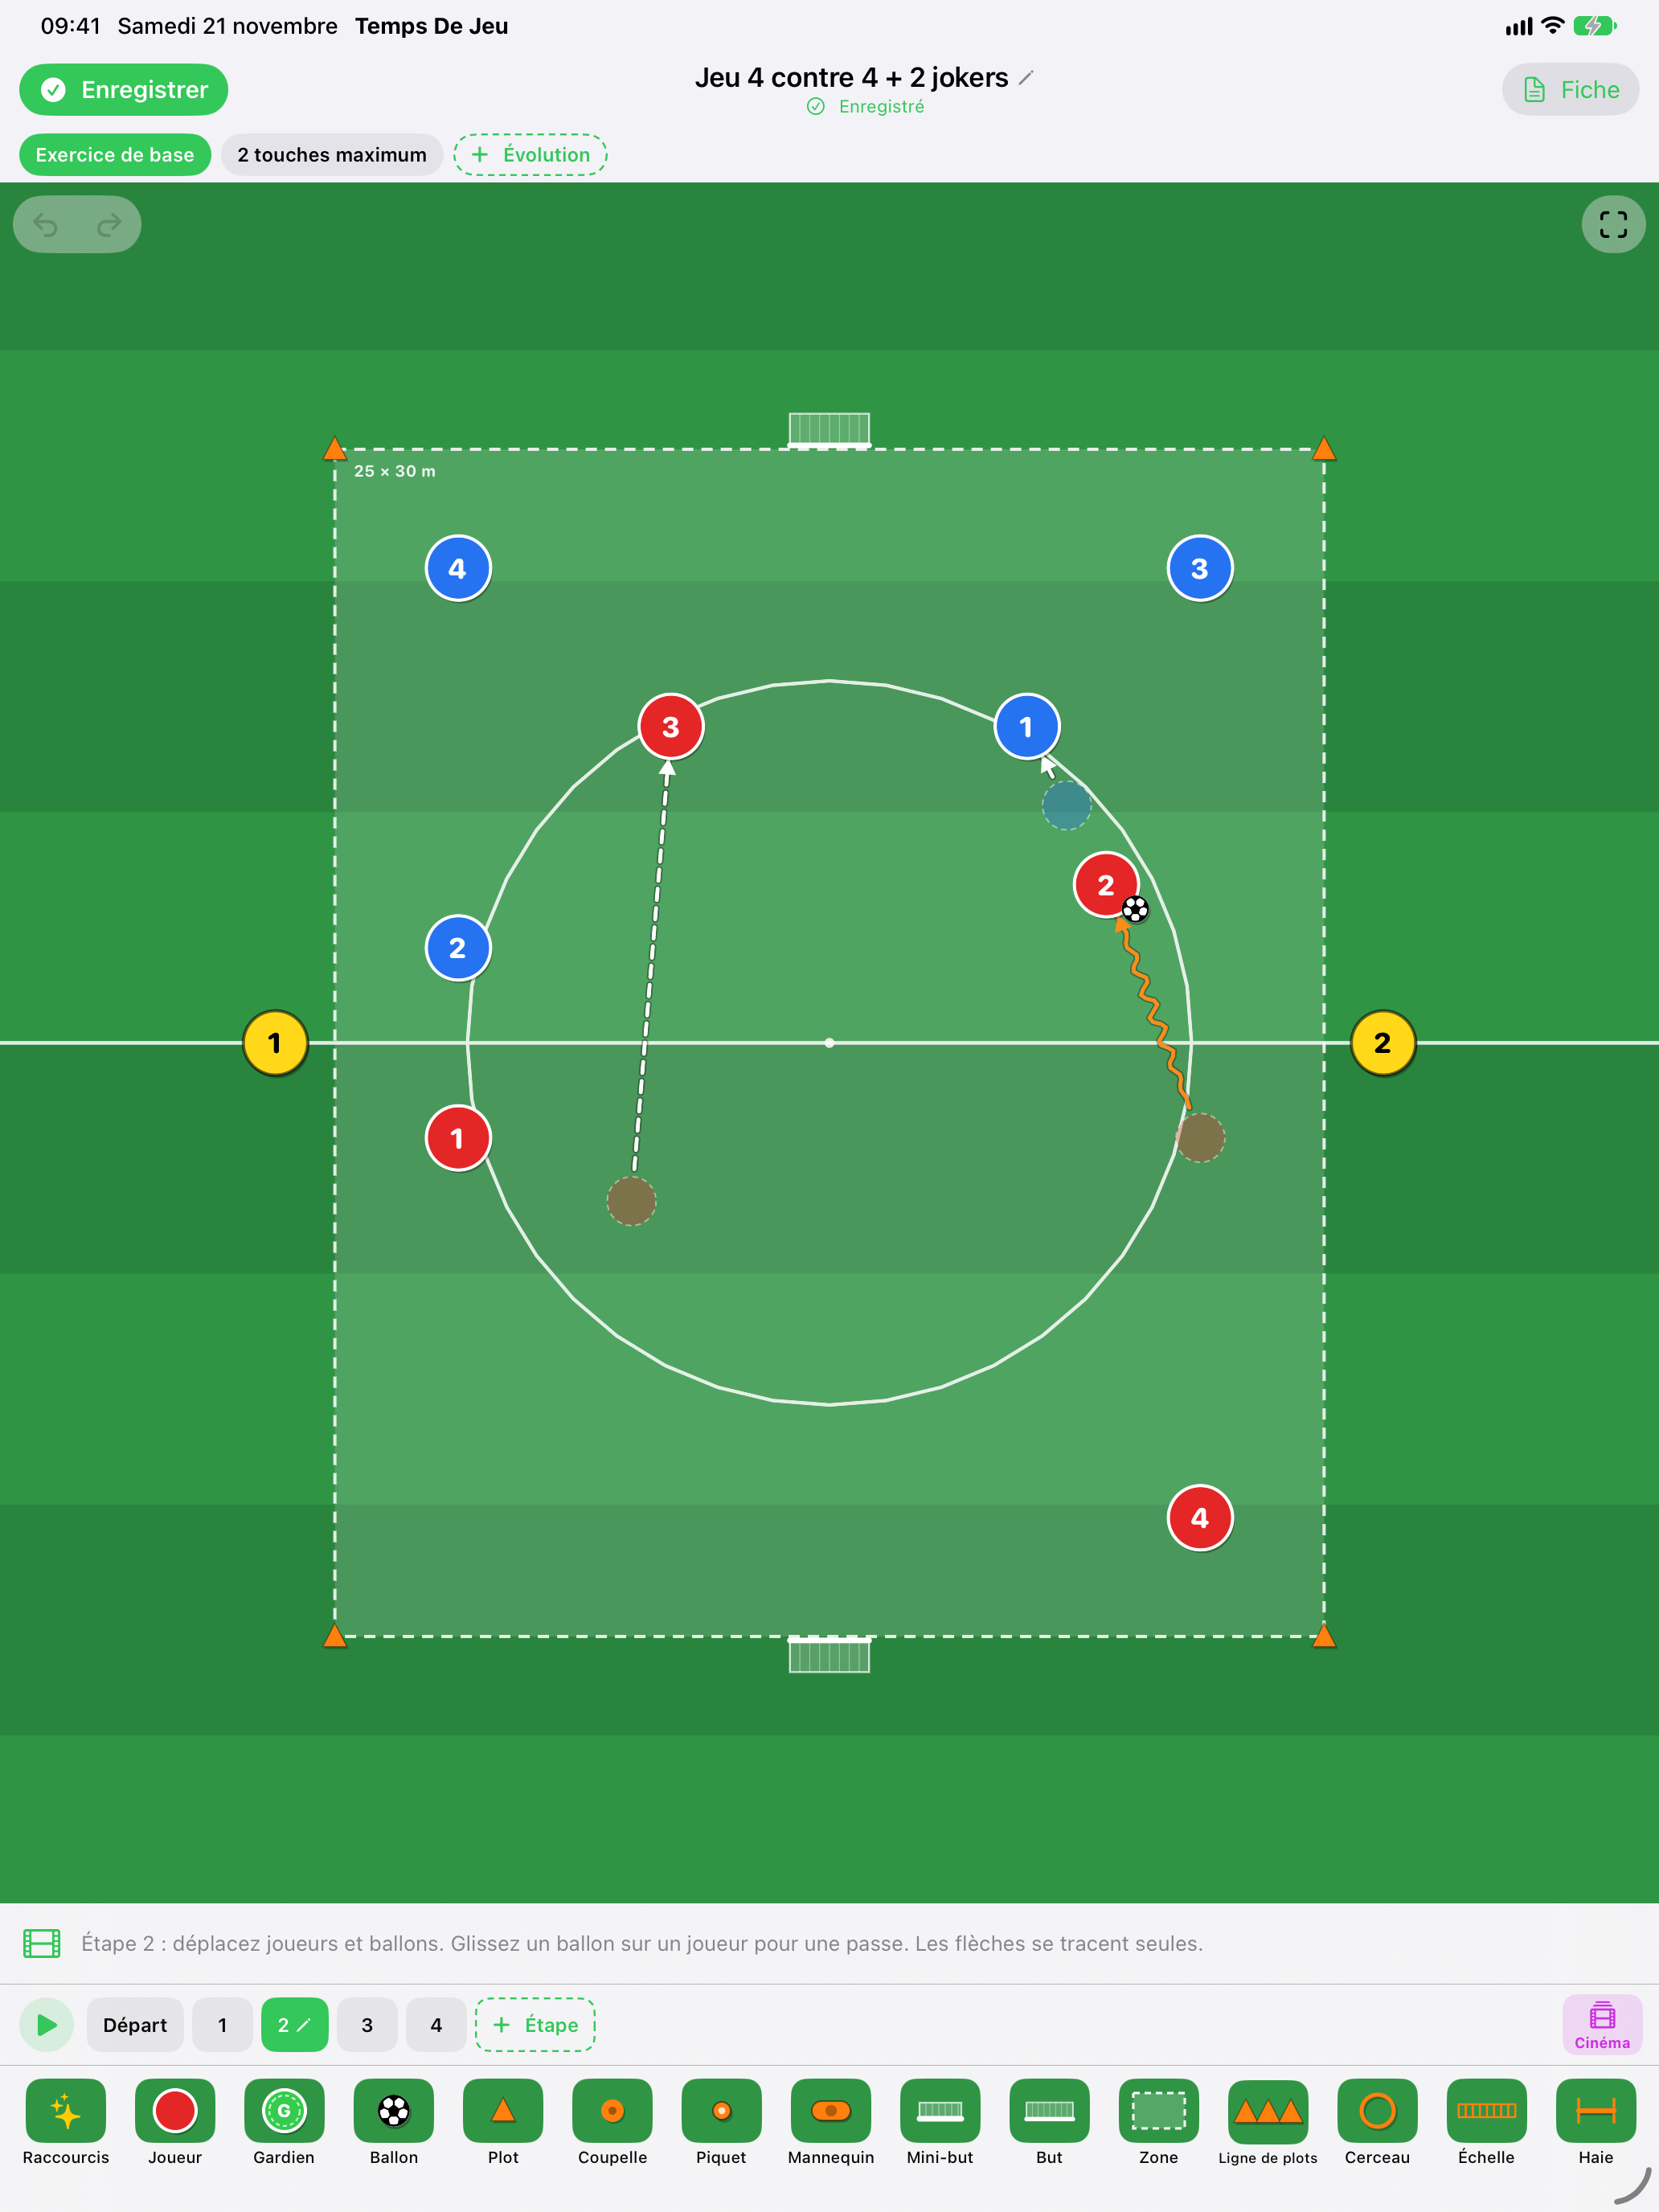 09:41 Samedi 21 novembre Temps De Jeu
Enregistrer
Jeu 4 contre 4 + 2 jokers
Enregistré
Fiche
Exercice de base
2 touches maximum
+ Évolution
25 × 30 m
4
3
3
1
2
2
1
2
1
4
Étape 2 : déplacez joueurs et ballons. Glissez un ballon sur un joueur pour une passe. Les flèches se tracent seules.
Départ
1
2
3
4
+ Étape
Cinéma
G
Raccourcis
Joueur
Gardien
Ballon
Plot
Coupelle
Piquet
Mannequin
Mini-but
But
Zone
Ligne de plots
Cerceau
Échelle
Haie